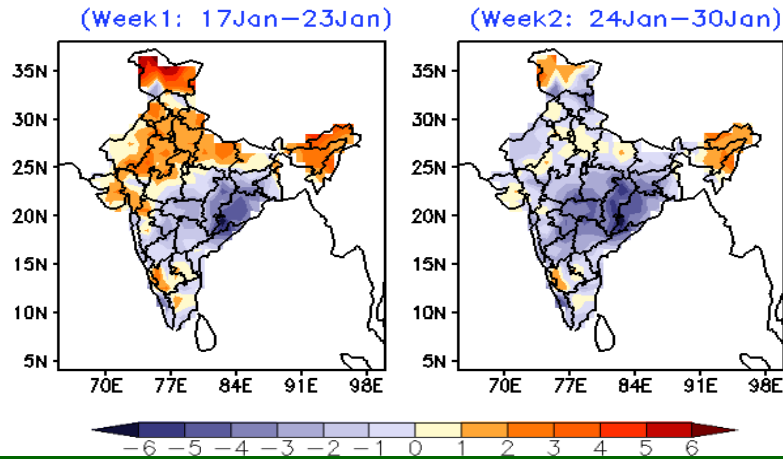 (Week1: 17Jan−23Jan) (Week2: 24Jan−30Jan)
35N 35N
30N 30N
25N 25N
20N 20N
15N 15N
10N 10N
5N 5N
70E 77E 84E 91E 98E 70E 77E 84E 91E 98E
−6 −5 −4 −3 −2 −1 0 1 2 3 4 5 6